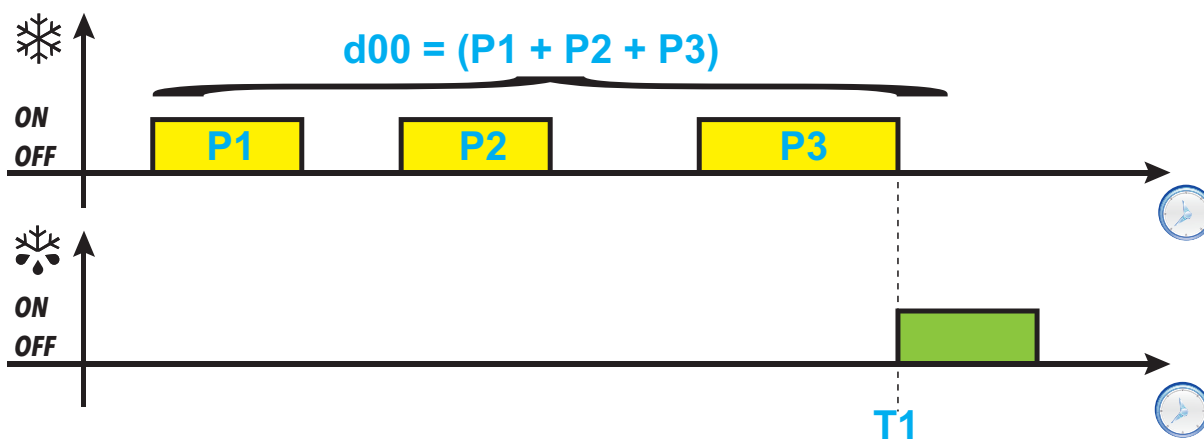 d00 = (P1 + P2 + P3)
ON
OFF
P1
P2
P3
ON
OFF
T1